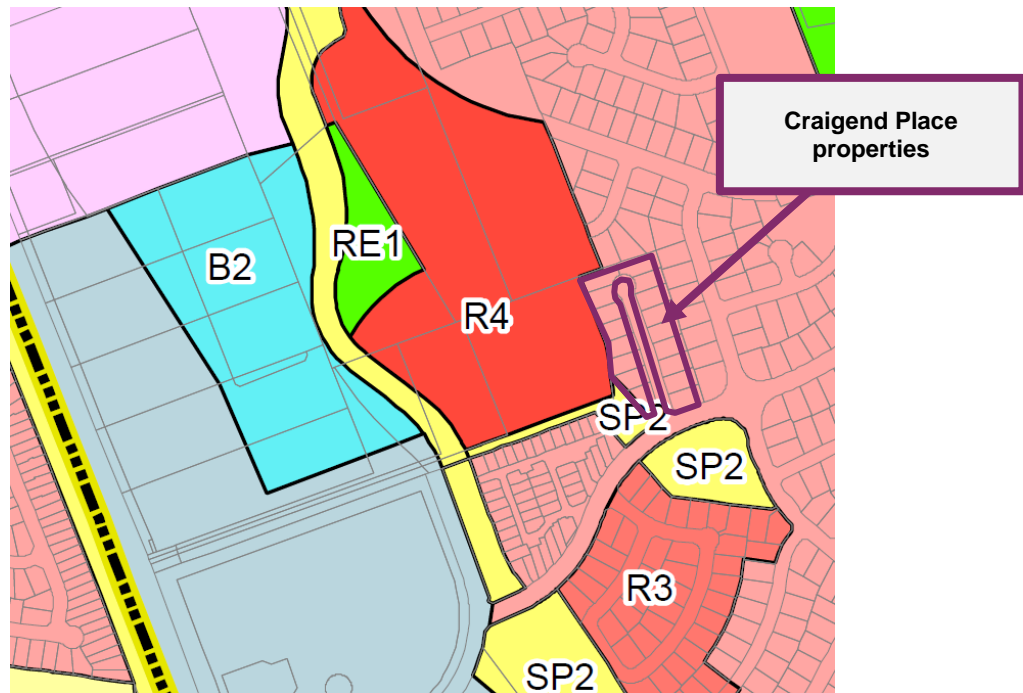 Craigend Place
properties
RE1
B2
R4
SP2
SP2
R3
SP2